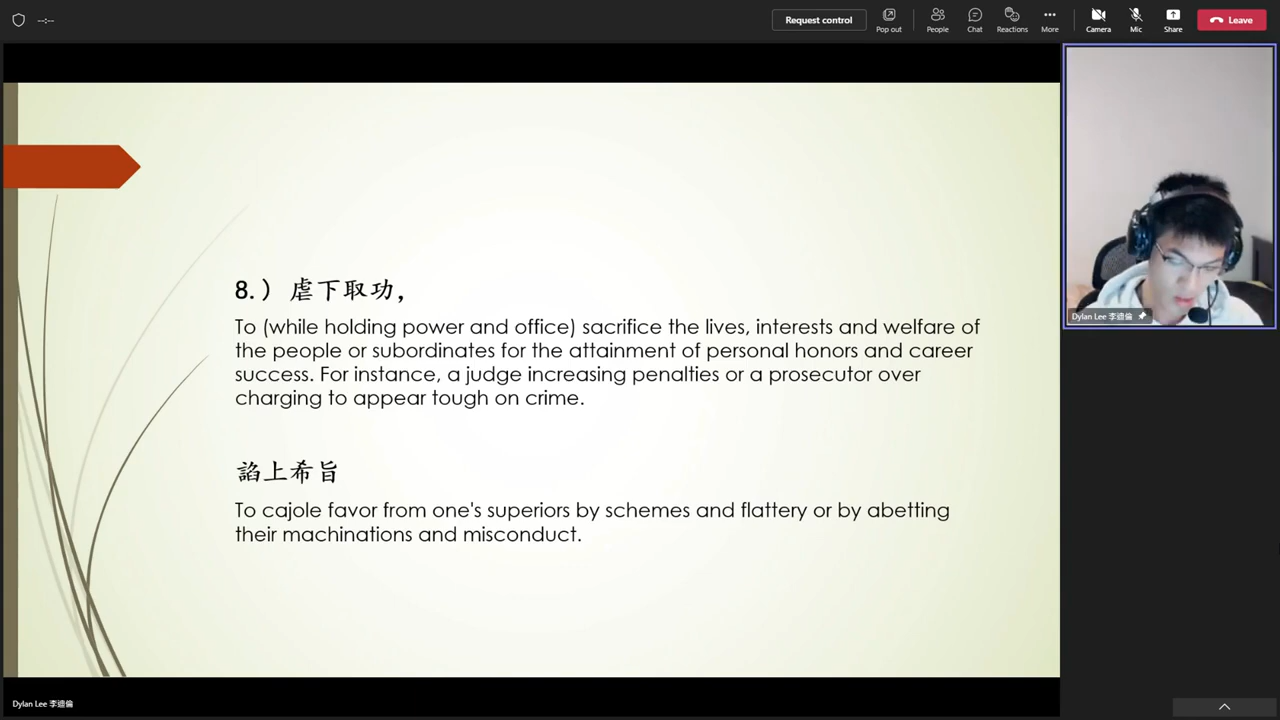 --:--
Request control
Pop out
People
Chat
Reactions
More
Camera
Mic
Share
Leave
8.） 虐下取功，
To (while holding power and office) sacrifice the lives, interests and welfare of
the people or subordinates for the attainment of personal honors and career
success. For instance, a judge increasing penalties or a prosecutor over
charging to appear tough on crime.
諂上希旨
To cajole favor from one's superiors by schemes and flattery or by abetting
their machinations and misconduct.
Dylan Lee 李迪倫
Dylan Lee 李迪倫